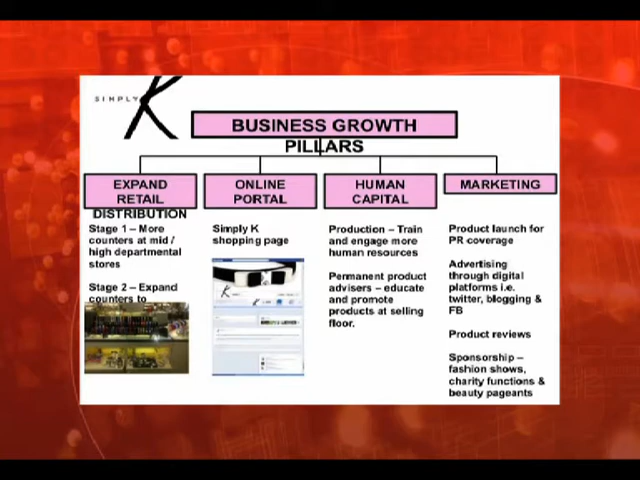 SIMPLY K
BUSINESS GROWTH
PILLARS
EXPAND
RETAIL
DISTRIBUTION
Stage 1 – More
counters at mid /
high departmental
stores
Stage 2 – Expand
counters to
ONLINE
PORTAL
Simply K
shopping page
HUMAN
CAPITAL
Production – Train
and engage more
human resources
Permanent product
advisers – educate
and promote
products at selling
floor.
MARKETING
Product launch for
PR coverage
Advertising
through digital
platforms i.e.
twitter, blogging &
FB
Product reviews
Sponsorship –
fashion shows,
charity functions &
beauty pageants